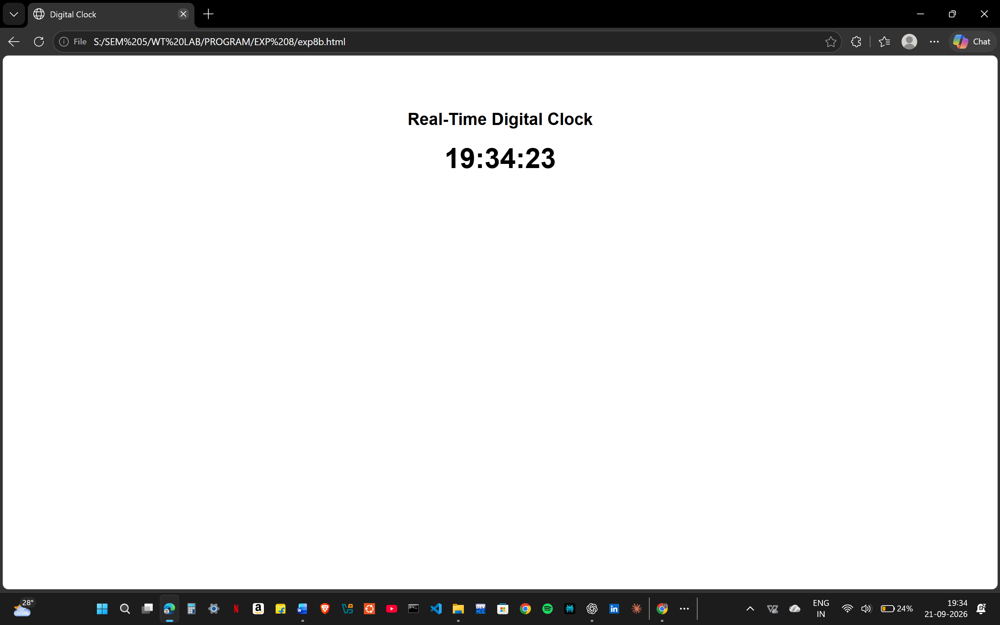 Digital Clock
File S:/SEM%205/WT%20LAB/PROGRAM/EXP%208/exp8b.html
Chat
Real-Time Digital Clock
19:34:23
28°
ENG
IN
24%
19:34
21-09-2026